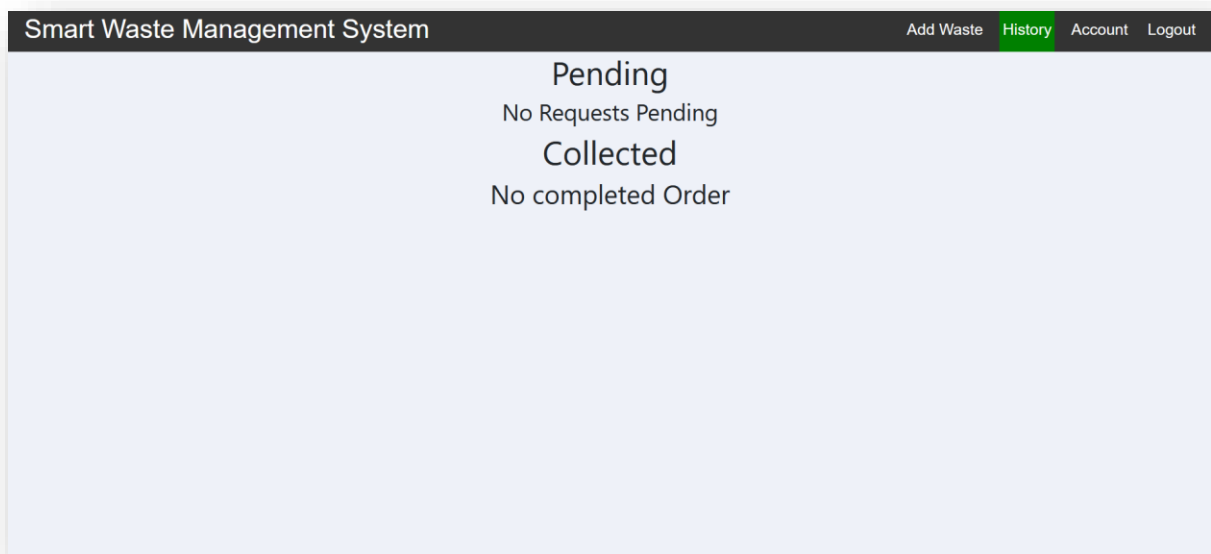 Smart Waste Management System Add Waste History Account Logout
Pending
No Requests Pending
Collected
No completed Order